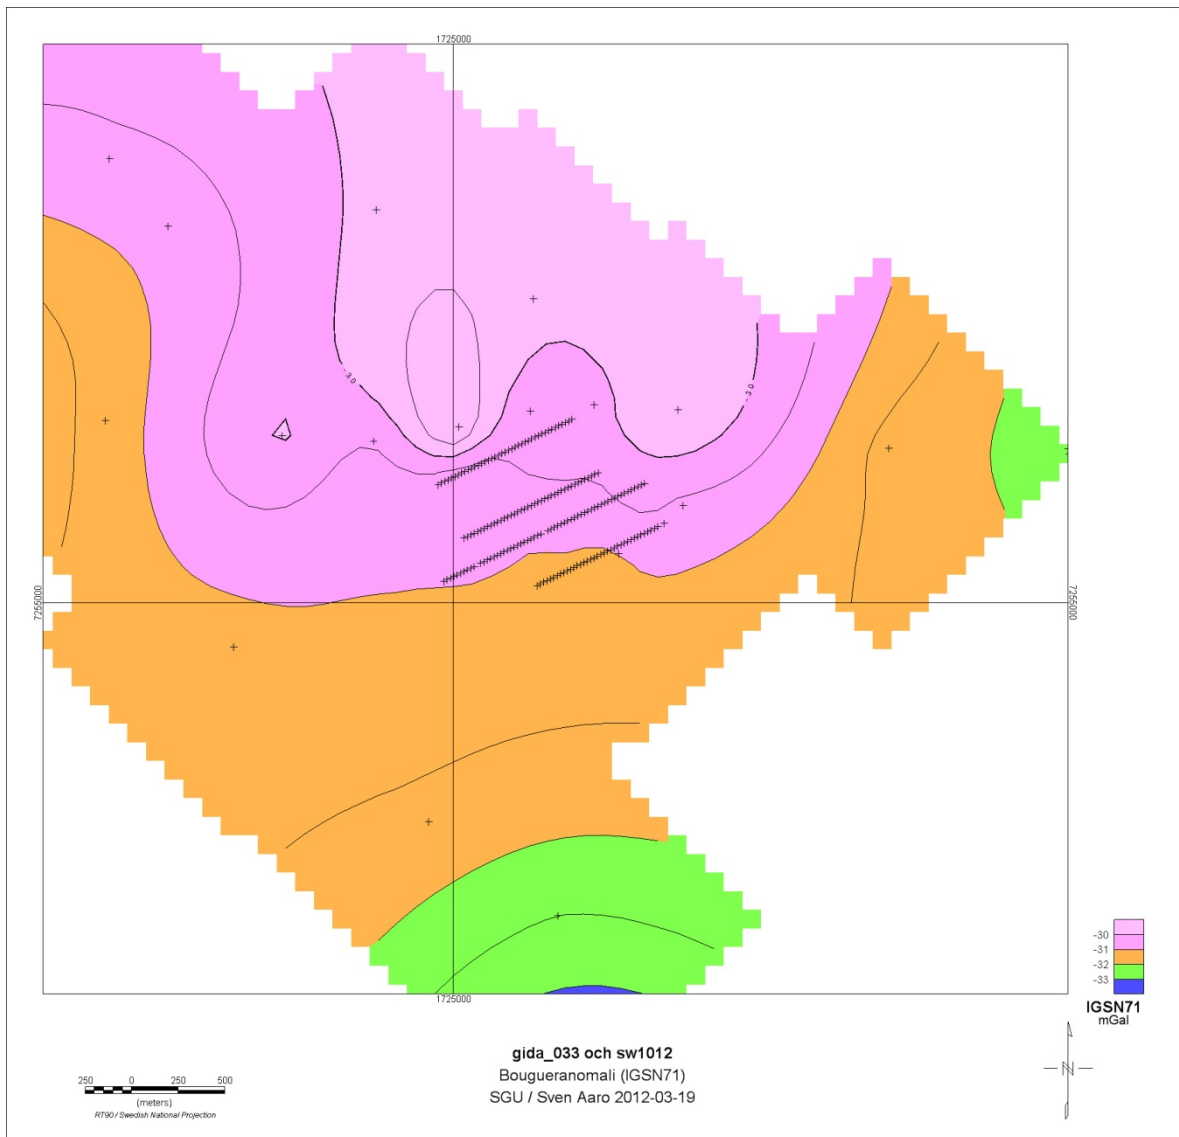 1725000
-30
-30
7255000
7255000
-30
-31
-32
-33
IGSN71
mGal
1725000
gida_033 och sw1012
Bougueranomali (IGSN71)
SGU / Sven Aaro 2012-03-19
250 0 250 500
(meters)
RT90 / Swedish National Projection
N